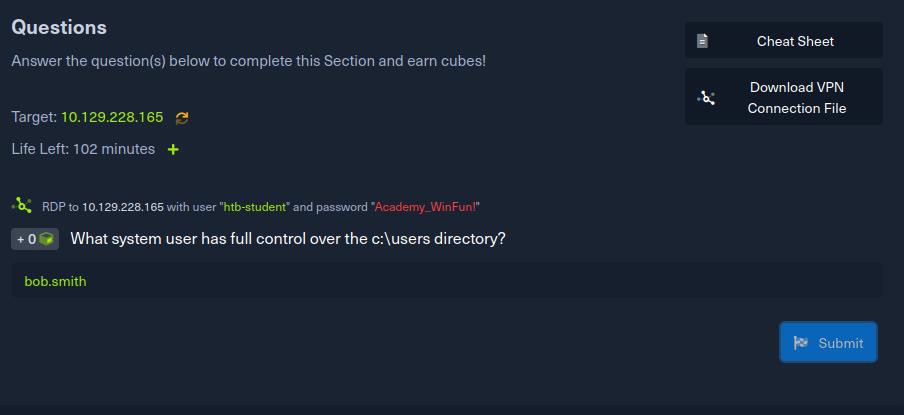 Questions
Cheat Sheet
Answer the question(s) below to complete this Section and earn cubes!
Download VPN
Connection File
Target: 10.129.228.165
Life Left: 102 minutes +
RDP to 10.129.228.165 with user "htb-student" and password "Academy_WinFun!"
+ 0 What system user has full control over the c:\users directory?
bob.smith
Submit